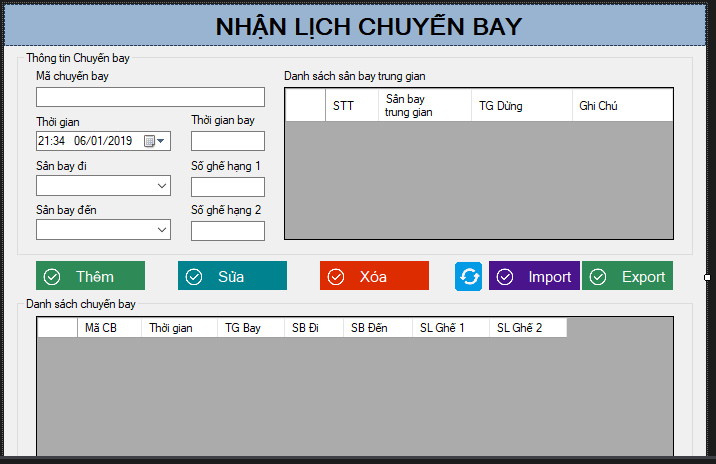 NHẬN LỊCH CHUYẾN BAY
Thông tin Chuyến bay
Mã chuyến bay
Thời gian
21:34 06/01/2019
Thời gian bay
Sân bay đi
Số ghế hạng 1
Sân bay đến
Số ghế hạng 2
Danh sách sân bay trung gian
STT
Sân bay
trung gian
TG Dừng
Ghi Chú
Thêm
Sửa
Xóa
Import
Export
Danh sách chuyến bay
Mã CB
Thời gian
TG Bay
SB Đi
SB Đến
SL Ghế 1
SL Ghế 2